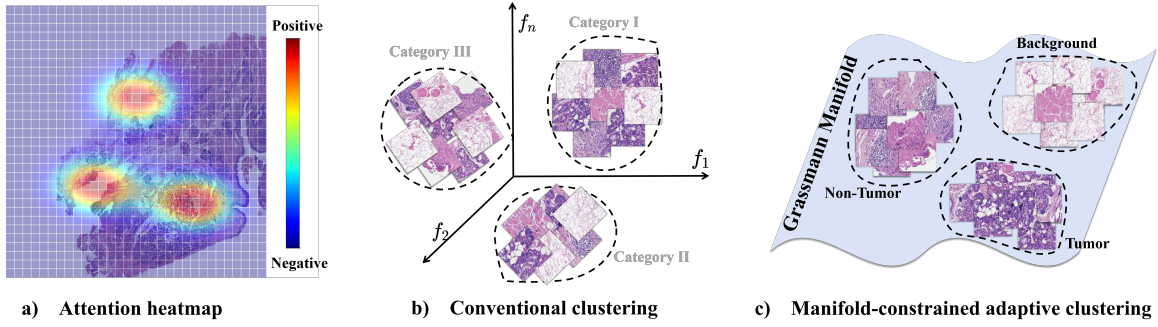 Positive
Negative
a) Attention heatmap
f_n
Category I
Category III
f_1
f_2
Category II
b) Conventional clustering
Grassmann Manifold
Background
Non-Tumor
Tumor
c) Manifold-constrained adaptive clustering